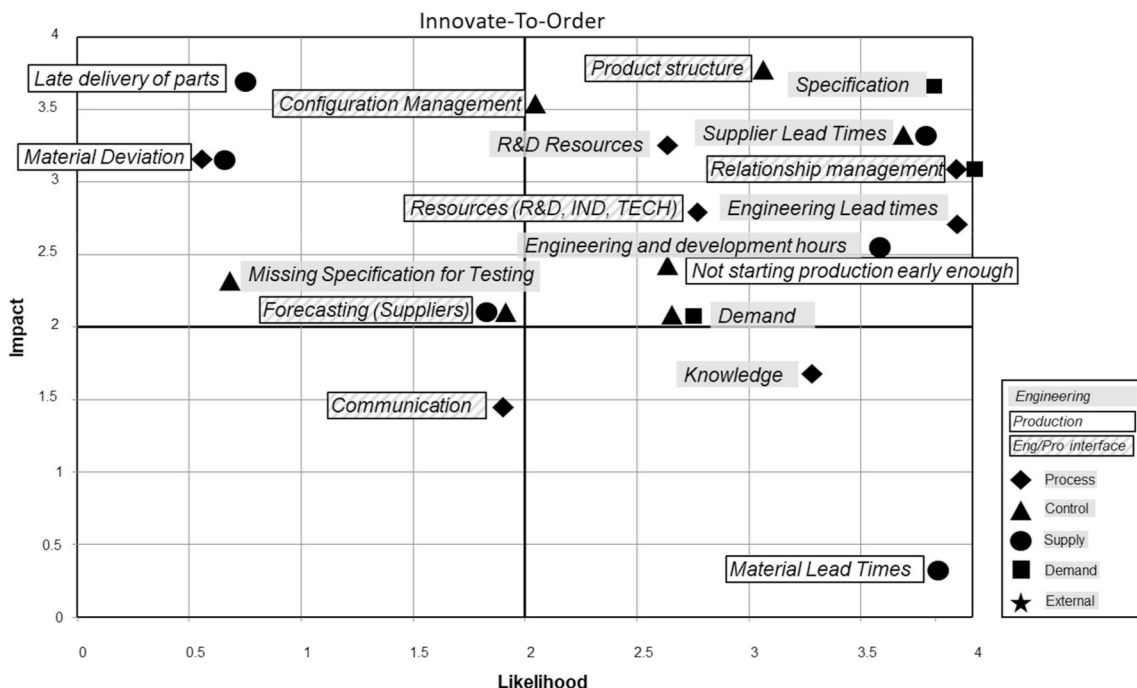 Innovate-To-Order
4
3.5
3
2.5
2
1.5
1
0.5
0
Impact
Late delivery of parts
Product structure
Specification
Configuration Management
Supplier Lead Times
R&D Resources
Material Deviation
Relationship management
Resources (R&D, IND, TECH)
Engineering Lead times
Engineering and development hours
Missing Specification for Testing
Not starting production early enough
Forecasting (Suppliers)
Demand
Knowledge
Communication
Material Lead Times
0
0.5
1
1.5
2
2.5
3
3.5
4
Likelihood
Engineering
Production
Eng/Pro interface
Process
Control
Supply
Demand
External